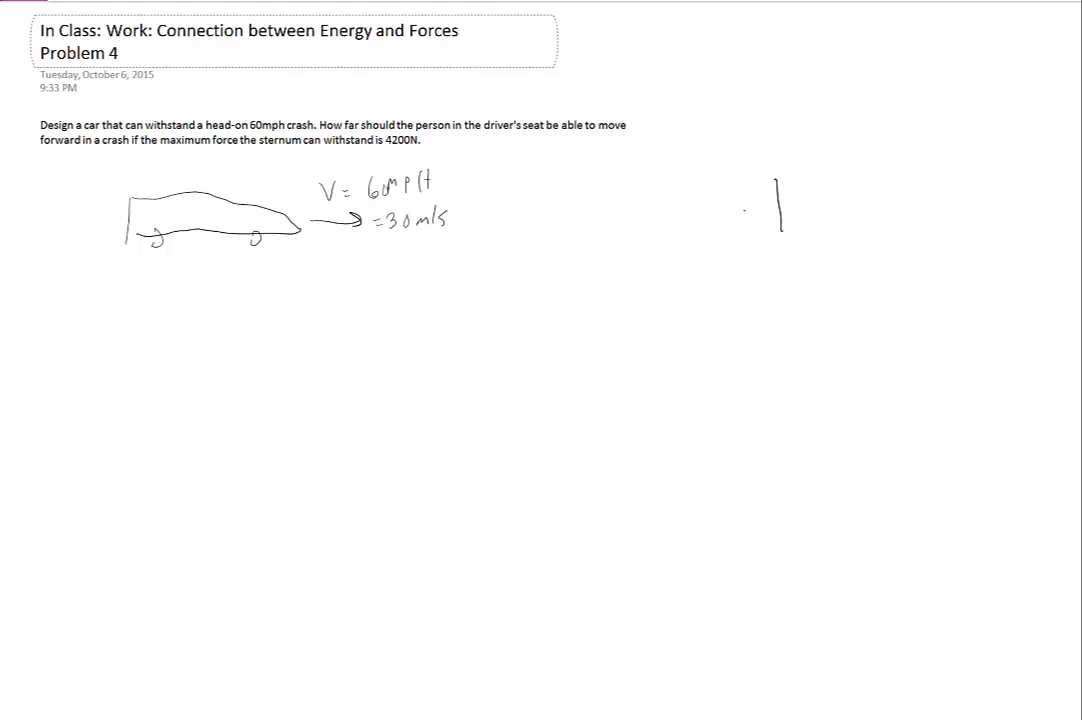 In Class: Work: Connection between Energy and Forces
Problem 4
Tuesday, October 6, 2015
9:33 PM
Design a car that can withstand a head-on 60mph crash. How far should the person in the driver's seat be able to move
forward in a crash if the maximum force the sternum can withstand is 4200N.
V = 60MPH
=30m/s